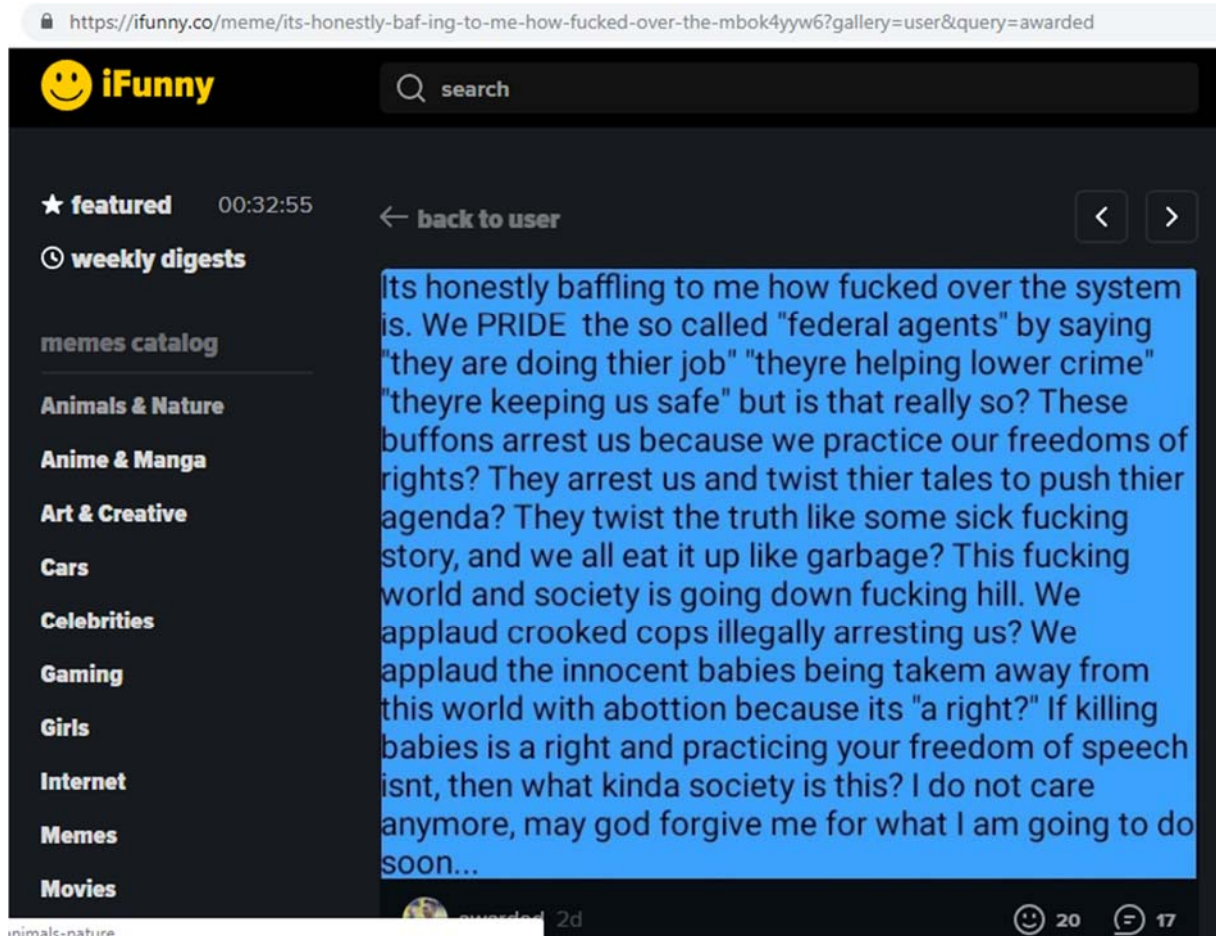 https://ifunny.co/meme/its-honestly-baf-ing-to-me-how-fucked-over-the-mbok4yyw6?gallery=user&query=awarded
iFunny
search
featured 00:32:55
back to user
weekly digests
memes catalog
Animals & Nature
Anime & Manga
Art & Creative
Cars
Celebrities
Gaming
Girls
Internet
Memes
Movies
Its honestly baffling to me how fucked over the system
is. We PRIDE the so called "federal agents" by saying
"they are doing thier job" "theyre helping lower crime"
"theyre keeping us safe" but is that really so? These
buffons arrest us because we practice our freedoms of
rights? They arrest us and twist thier tales to push thier
agenda? They twist the truth like some sick fucking
story, and we all eat it up like garbage? This fucking
world and society is going down fucking hill. We
applaud crooked cops illegally arresting us? We
applaud the innocent babies being takem away from
this world with abottion because its "a right?" If killing
babies is a right and practicing your freedom of speech
isnt, then what kinda society is this? I do not care
anymore, may god forgive me for what I am going to do
soon...
2d
20
17